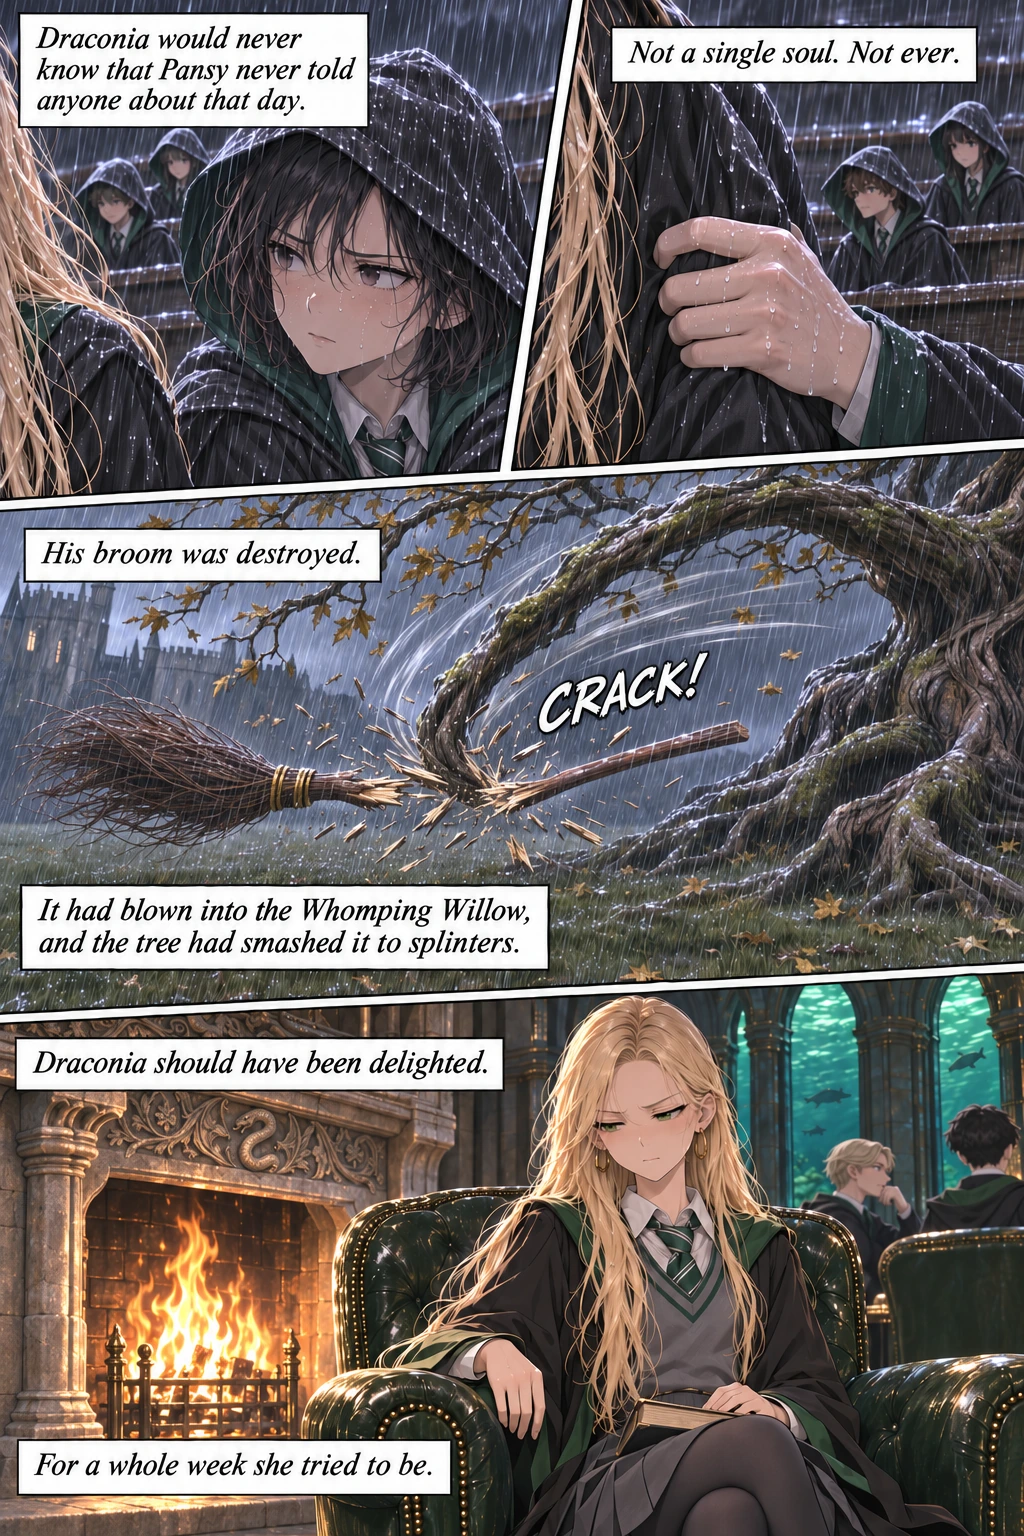 Draconia would never
know that Pansy never told
anyone about that day.
Not a single soul. Not ever.
His broom was destroyed.
CRACK!
It had blown into the Whomping Willow,
and the tree had smashed it to splinters.
Draconia should have been delighted.
For a whole week she tried to be.